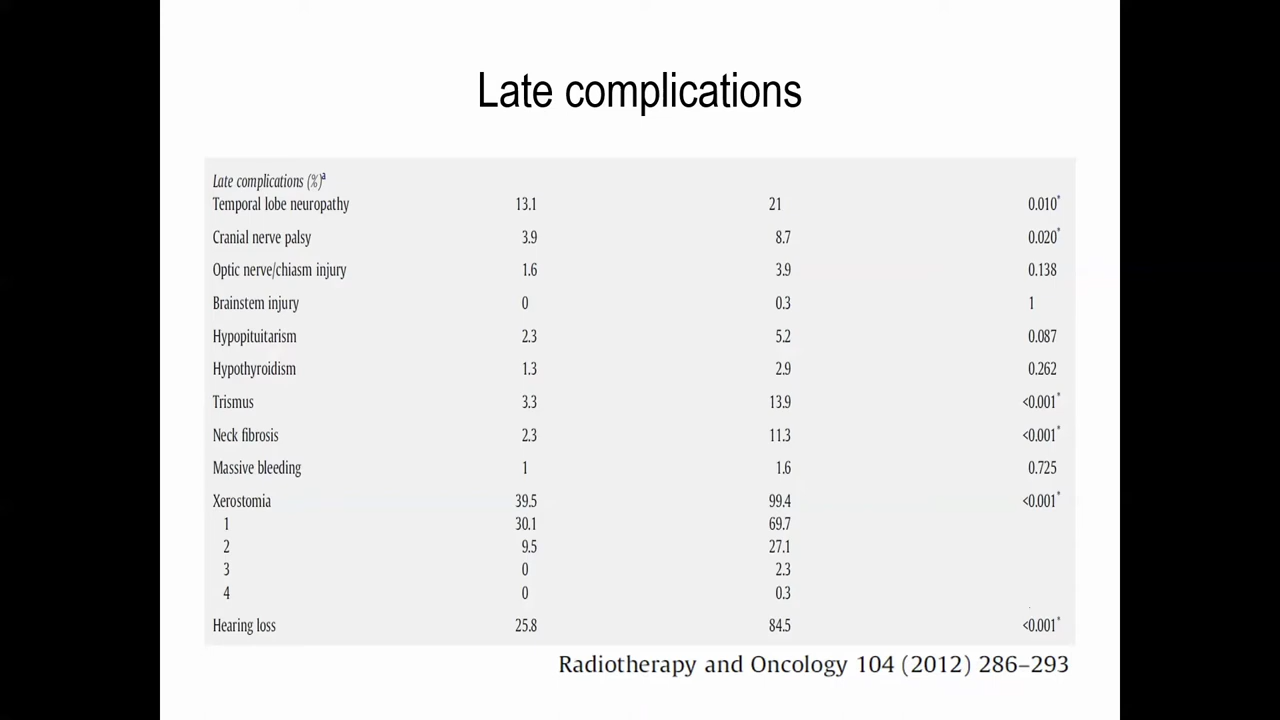 Late complications
Late complications (%)a
Temporal lobe neuropathy 13.1 21 0.010*
Cranial nerve palsy 3.9 8.7 0.020*
Optic nerve/chiasm injury 1.6 3.9 0.138
Brainstem injury 0 0.3 1
Hypopituitarism 2.3 5.2 0.087
Hypothyroidism 1.3 2.9 0.262
Trismus 3.3 13.9 <0.001*
Neck fibrosis 2.3 11.3 <0.001*
Massive bleeding 1 1.6 0.725
Xerostomia 39.5 99.4 <0.001*
1 30.1 69.7
2 9.5 27.1
3 0 2.3
4 0 0.3
Hearing loss 25.8 84.5 <0.001*
Radiotherapy and Oncology 104 (2012) 286–293